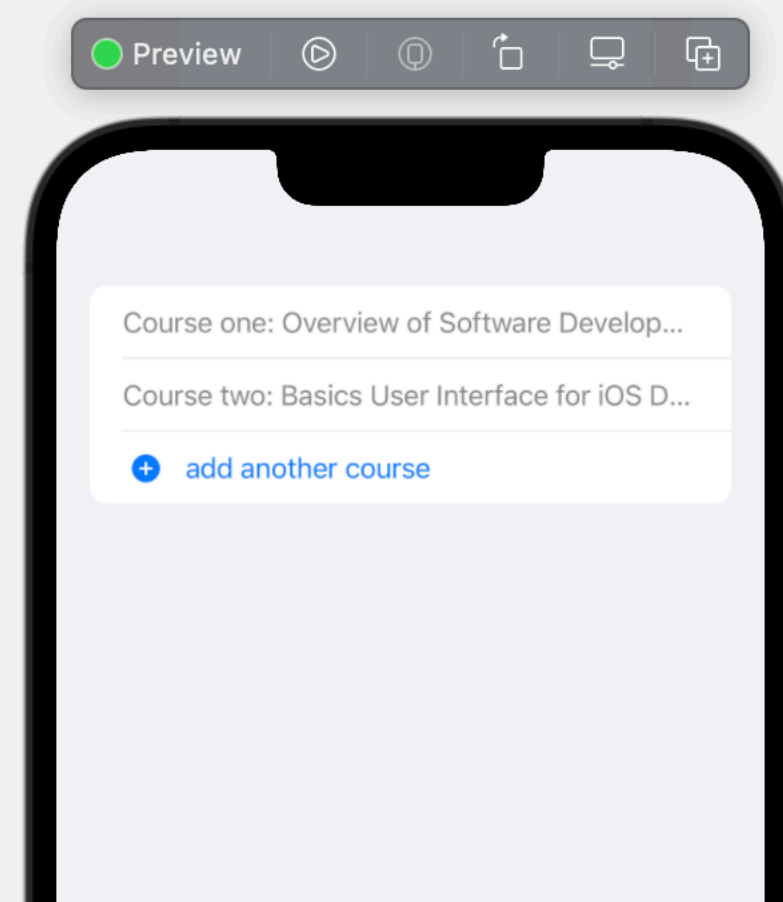 Preview
Course one: Overview of Software Develop...
Course two: Basics User Interface for iOS D...
add another course